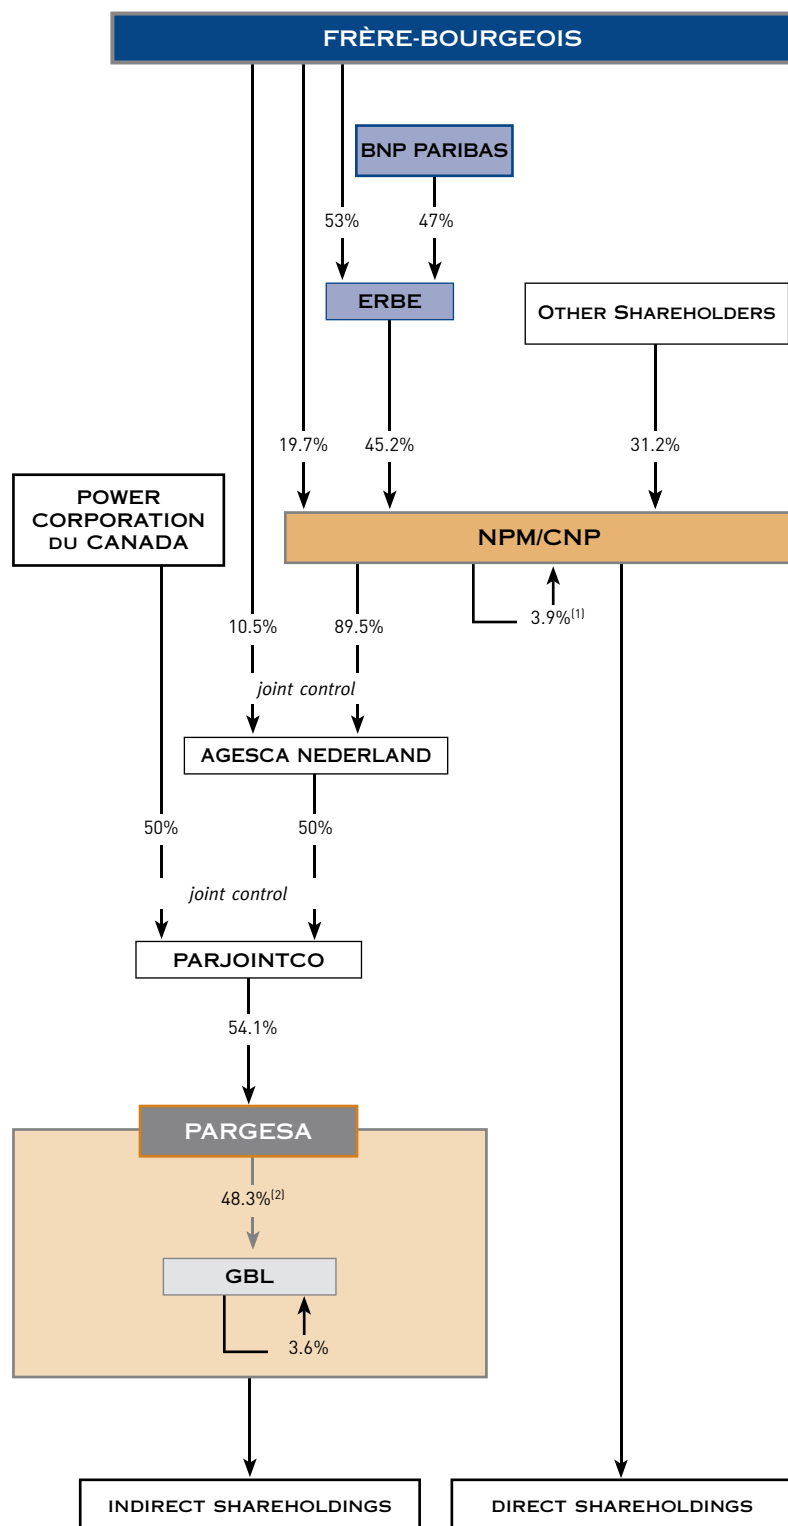 FRÈRE-BOURGEOIS
BNP PARIBAS
53%
47%
ERBE
OTHER SHAREHOLDERS
19.7%
45.2%
31.2%
POWER
CORPORATION
DU CANADA
NPM/CNP
3.9%(1)
10.5%
89.5%
joint control
AGESCA NEDERLAND
50%
50%
joint control
PARJOINTCO
54.1%
PARGESA
48.3%(2)
GBL
3.6%
INDIRECT SHAREHOLDINGS
DIRECT SHAREHOLDINGS